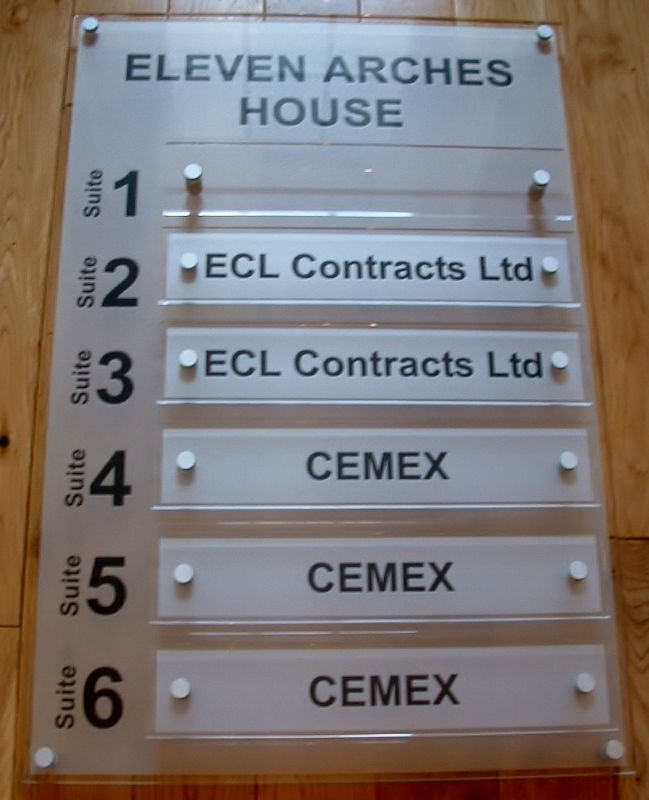 ELEVEN ARCHES
HOUSE
Suite 1
Suite 2 ECL Contracts Ltd
Suite 3 ECL Contracts Ltd
Suite 4 CEMEX
Suite 5 CEMEX
Suite 6 CEMEX